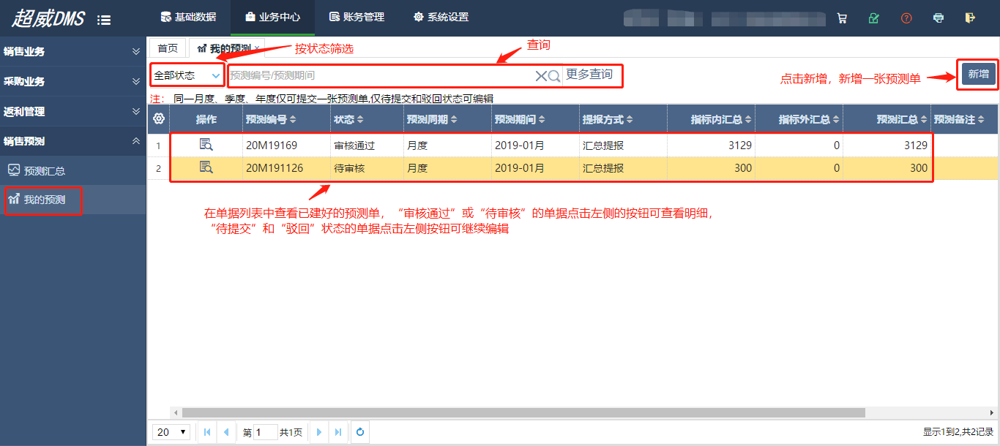 超威DMS 基础数据 业务中心 账务管理 系统设置
销售业务
采购业务
返利管理
销售预测
预测汇总
我的预测
首页 我的预测 ×
按状态筛选
查询
全部状态 预测编号/预测期间 更多查询
点击新增，新增一张预测单
新增
注： 同一月度、季度、年度仅可提交一张预测单,仅待提交和驳回状态可编辑
操作 预测编号 状态 预测周期 预测期间 提报方式 指标内汇总 指标外汇总 预测汇总 预测备注
1 20M19169 审核通过 月度 2019-01月 汇总提报 3129 0 3129
2 20M191126 待审核 月度 2019-01月 汇总提报 300 0 300
在单据列表中查看已建好的预测单，“审核通过”或“待审核”的单据点击左侧的按钮可查看明细，
“待提交”和“驳回”状态的单据点击左侧按钮可继续编辑
20 第 1 共1页 显示1到2,共2记录